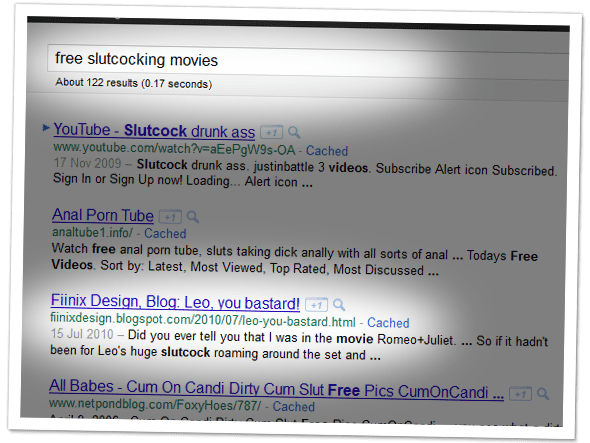 free slutcocking movies
About 122 results (0.17 seconds)
YouTube - Slutcock drunk ass +1
www.youtube.com/watch?v=aEePgW9s-OA - Cached
17 Nov 2009 – Slutcock drunk ass. justinbattle 3 videos. Subscribe Alert icon Subscribed.
Sign In or Sign Up now! Loading... Alert icon ...
Anal Porn Tube +1
analtube1.info/ - Cached
Watch free anal porn tube, sluts taking dick anally with all sorts of anal ... Todays Free
Videos. Sort by: Latest, Most Viewed, Top Rated, Most Discussed ...
Fiinix Design, Blog: Leo, you bastard! +1
fiinixdesign.blogspot.com/2010/07/leo-you-bastard.html - Cached
15 Jul 2010 – Did you ever tell you that I was in the movie Romeo+Juliet. ... So if it hadn't
been for Leo's huge slutcock roaming around the set and ...
All Babes - Cum On Candi Dirty Cum Slut Free Pics CumOnCandi ... +1
www.netpondblog.com/FoxyHoes/787/ - Cached